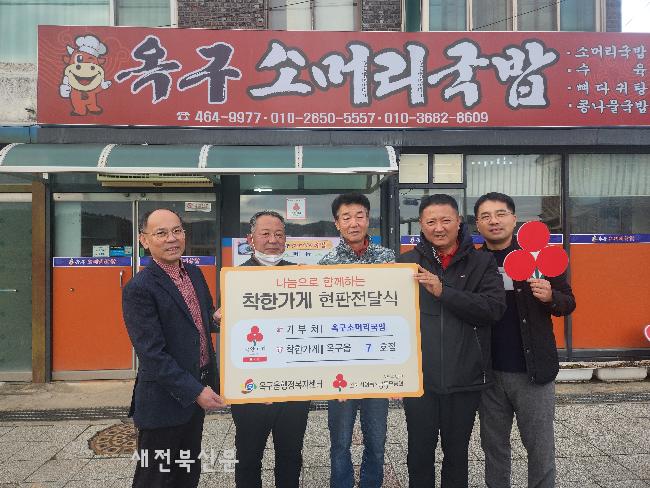 옥구 소머리국밥
· 소머리국밥
· 수 육
· 뼈다귀탕
· 콩나물국밥
☎ 464-9977 · 010-2650-5557 · 010-3682-8609
나눔으로 함께하는
착한가게 현판전달식
기 부 처 | 옥구소머리국밥
착한가게 | 옥구읍 7 호점
옥구읍행정복지센터
새전북신문